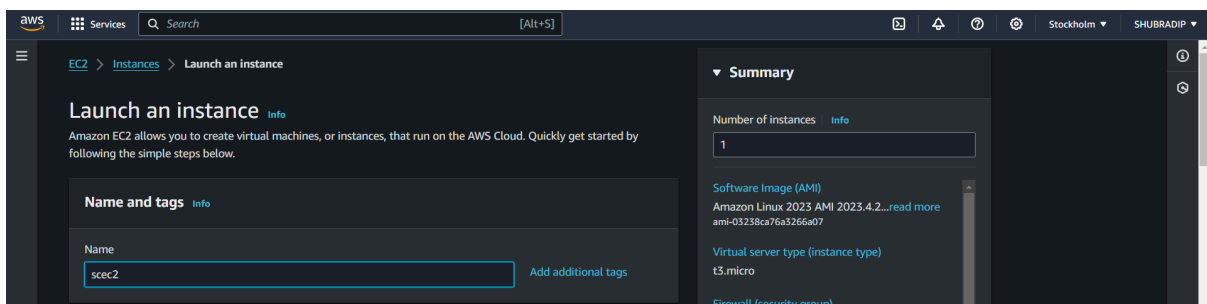 aws
Services
Search
[Alt+S]
Stockholm ▼
SHUBRADIP ▼
EC2 > Instances > Launch an instance
Launch an instance Info
Amazon EC2 allows you to create virtual machines, or instances, that run on the AWS Cloud. Quickly get started by
following the simple steps below.
Name and tags Info
Name
scec2
Add additional tags
▼ Summary
Number of instances Info
1
Software Image (AMI)
Amazon Linux 2023 AMI 2023.4.2...read more
ami-03238ca76a3266a07
Virtual server type (instance type)
t3.micro
Firewall (security group)